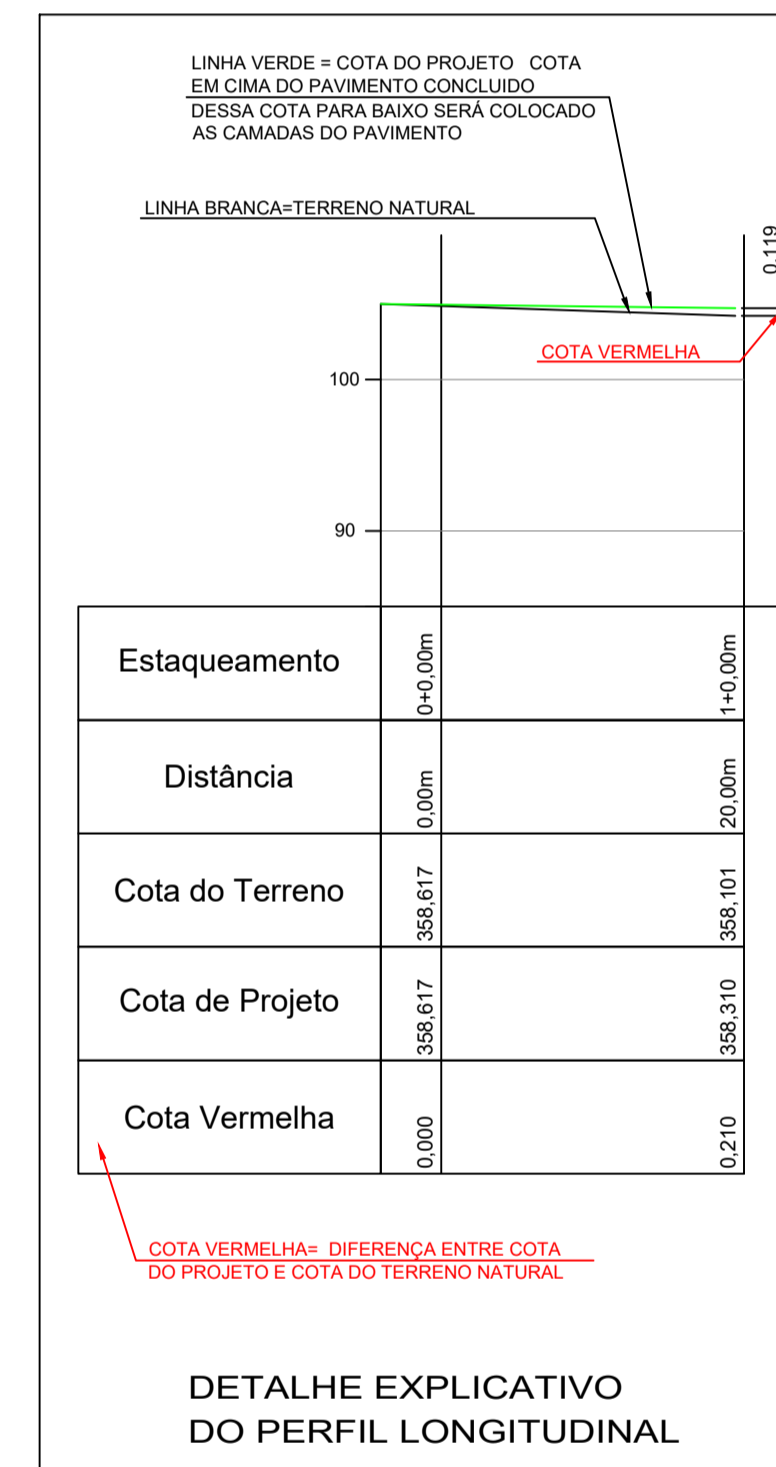 LINHA VERDE = COTA DO PROJETO COTA
EM CIMA DO PAVIMENTO CONCLUIDO
DESSA COTA PARA BAIXO SERÁ COLOCADO
AS CAMADAS DO PAVIMENTO
LINHA BRANCA=TERRENO NATURAL
0,119
COTA VERMELHA
100
90
Estaqueamento
0+0,00m
1+0,00m
Distância
0,00m
20,00m
Cota do Terreno
358,617
358,101
Cota de Projeto
358,617
358,310
Cota Vermelha
0,000
0,210
COTA VERMELHA= DIFERENÇA ENTRE COTA
DO PROJETO E COTA DO TERRENO NATURAL
DETALHE EXPLICATIVO
DO PERFIL LONGITUDINAL